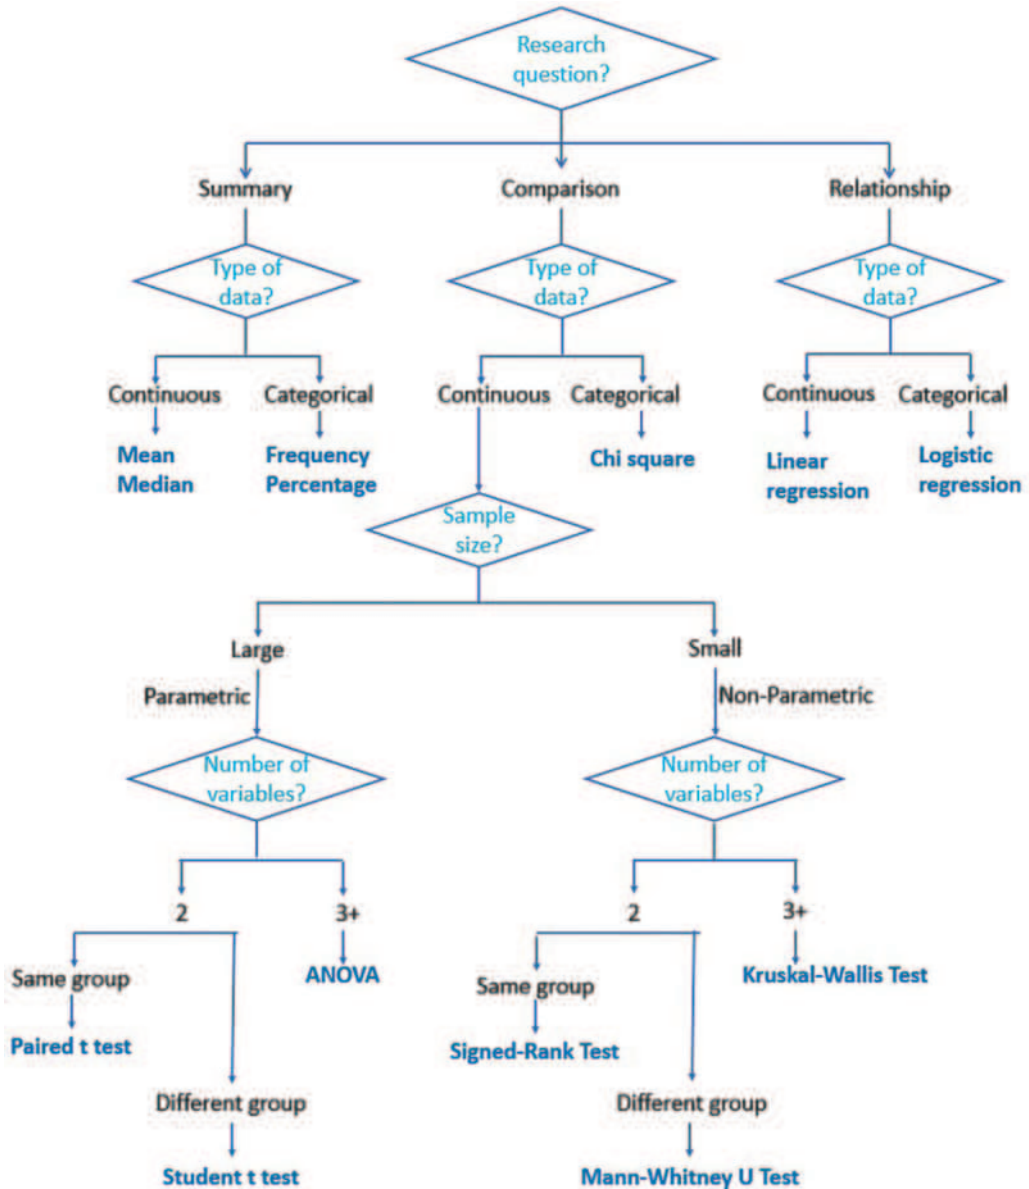 Research
question?
Summary
Comparison
Relationship
Type of
data?
Type of
data?
Type of
data?
Continuous
Categorical
Continuous
Categorical
Continuous
Categorical
Mean
Median
Frequency
Percentage
Chi square
Linear
regression
Logistic
regression
Sample
size?
Large
Small
Parametric
Non-Parametric
Number of
variables?
Number of
variables?
2
3+
2
3+
ANOVA
Kruskal-Wallis Test
Same group
Same group
Paired t test
Signed-Rank Test
Different group
Different group
Student t test
Mann-Whitney U Test